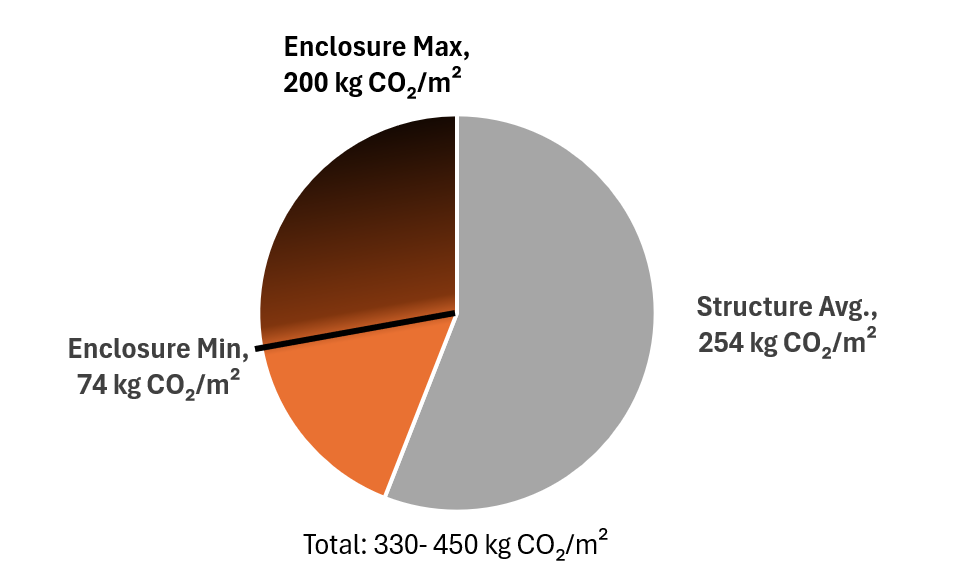 Enclosure Max,
200 kg CO₂/m²
Structure Avg.,
254 kg CO₂/m²
Enclosure Min,
74 kg CO₂/m²
Total: 330- 450 kg CO₂/m²